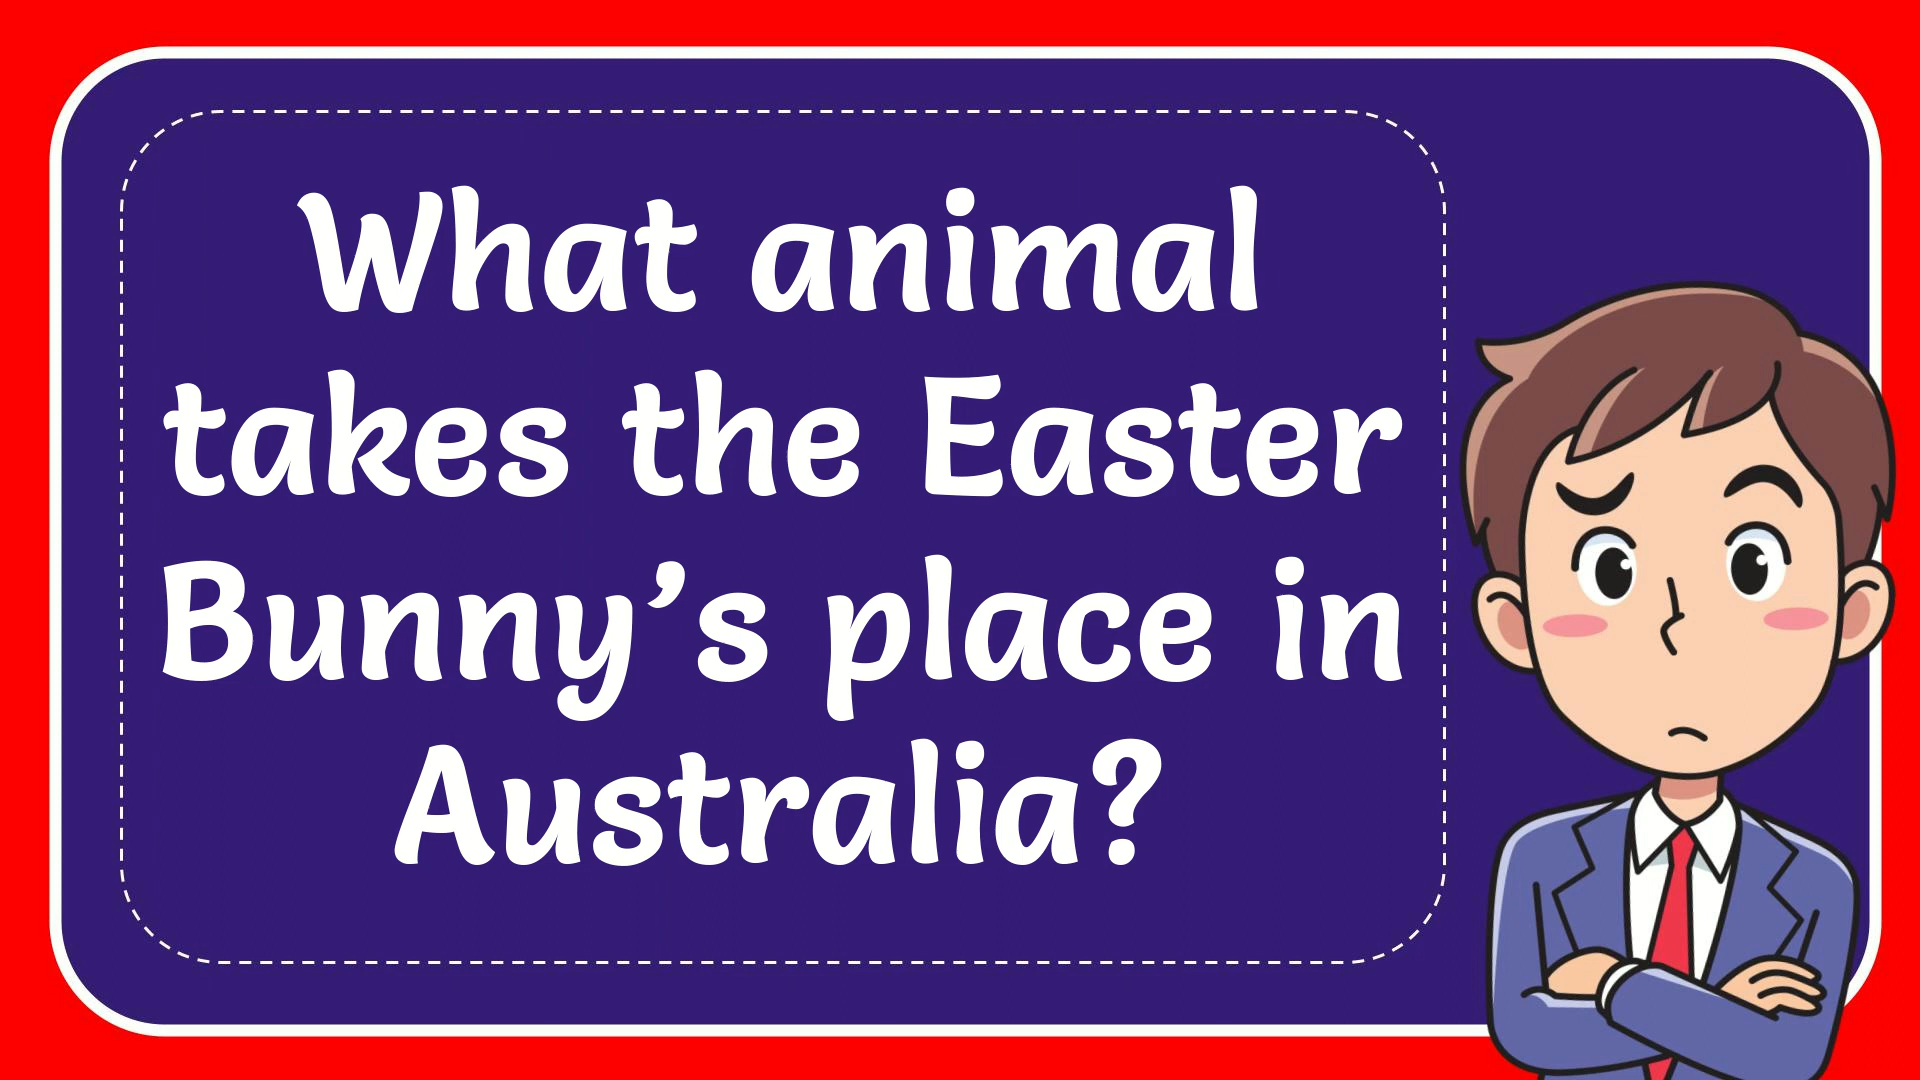 What animal
takes the Easter
Bunny’s place in
Australia?